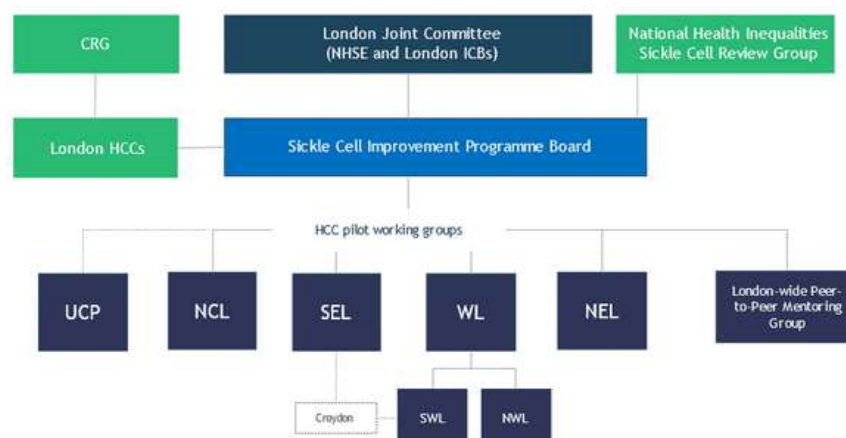 CRG
London Joint Committee
(NHSE and London ICBs)
National Health Inequalities
Sickle Cell Review Group
London HCCs
Sickle Cell Improvement Programme Board
HCC pilot working groups
UCP
NCL
SEL
WL
NEL
London-wide Peer-
to-Peer Mentoring
Group
Croydon
SWL
NWL